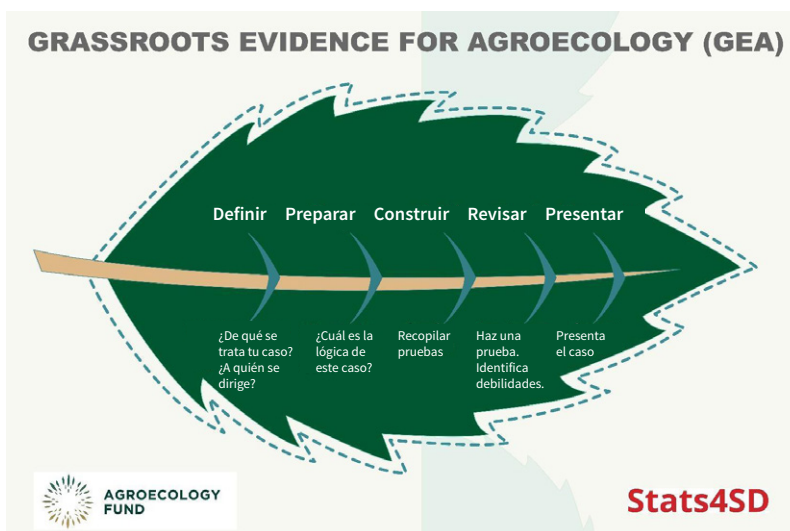 GRASSROOTS EVIDENCE FOR AGROECOLOGY (GEA)
Definir Preparar Construir Revisar Presentar
¿De qué se
trata tu caso?
¿A quién se
dirige?
¿Cuál es la
lógica de
este caso?
Recopilar
pruebas
Haz una
prueba.
Identifica
debilidades.
Presenta
el caso
AGROECOLOGY
FUND
Stats4SD